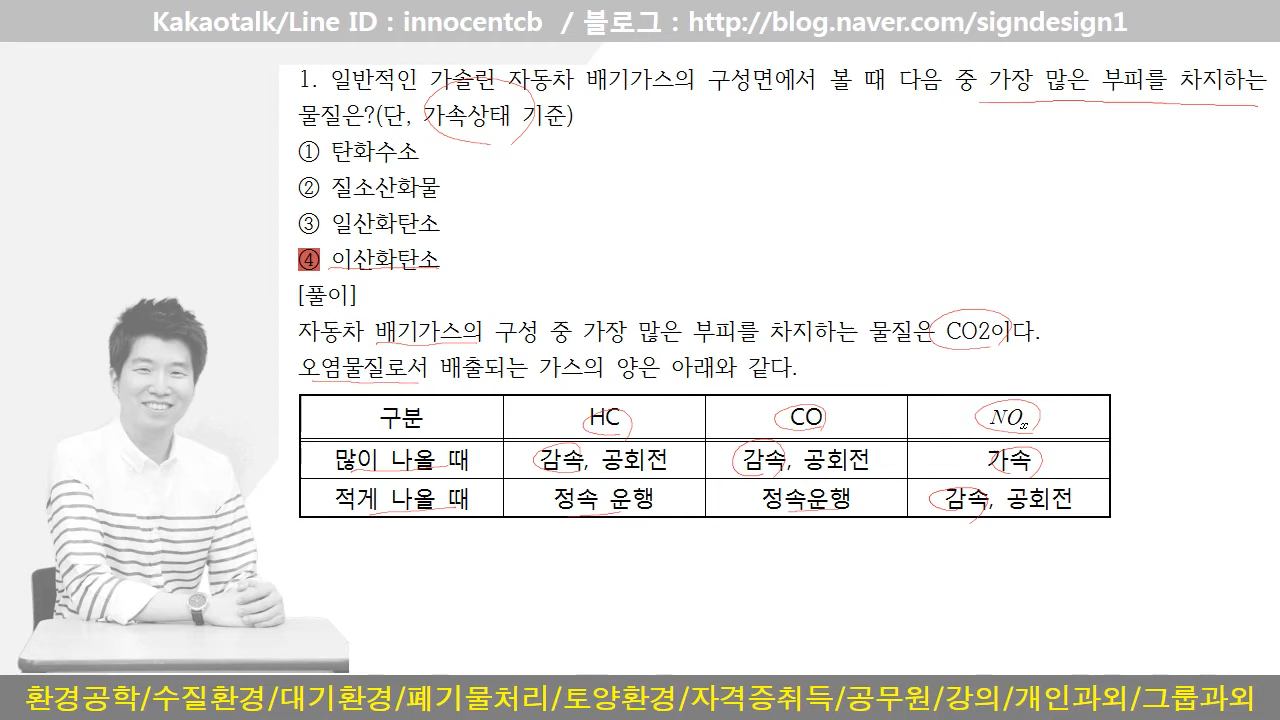 Kakaotalk/Line ID : innocentcb / 블로그 : http://blog.naver.com/signdesign1
1. 일반적인 가솔린 자동차 배기가스의 구성면에서 볼 때 다음 중 가장 많은 부피를 차지하는
물질은?(단, 가속상태 기준)
① 탄화수소
② 질소산화물
③ 일산화탄소
④ 이산화탄소
[풀이]
자동차 배기가스의 구성 중 가장 많은 부피를 차지하는 물질은 CO2이다.
오염물질로서 배출되는 가스의 양은 아래와 같다.
구분 HC CO NOx
많이 나올 때 감속, 공회전 감속, 공회전 가속
적게 나올 때 정속 운행 정속운행 감속, 공회전
환경공학/수질환경/대기환경/폐기물처리/토양환경/자격증취득/공무원/강의/개인과외/그룹과외